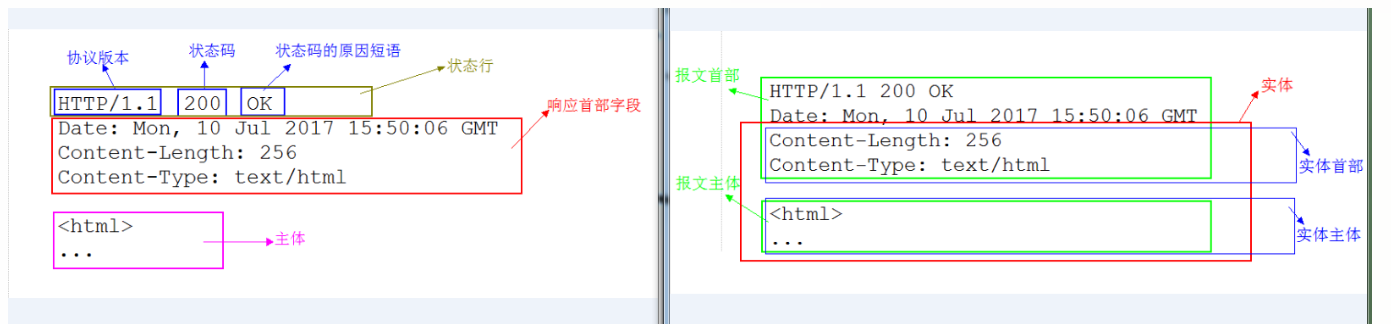 协议版本
状态码
状态码的原因短语
状态行
HTTP/1.1 200 OK
响应首部字段
Date: Mon, 10 Jul 2017 15:50:06 GMT
Content-Length: 256
Content-Type: text/html
<html>
...
主体
报文首部
实体
HTTP/1.1 200 OK
Date: Mon, 10 Jul 2017 15:50:06 GMT
Content-Length: 256
Content-Type: text/html
实体首部
报文主体
<html>
...
实体主体